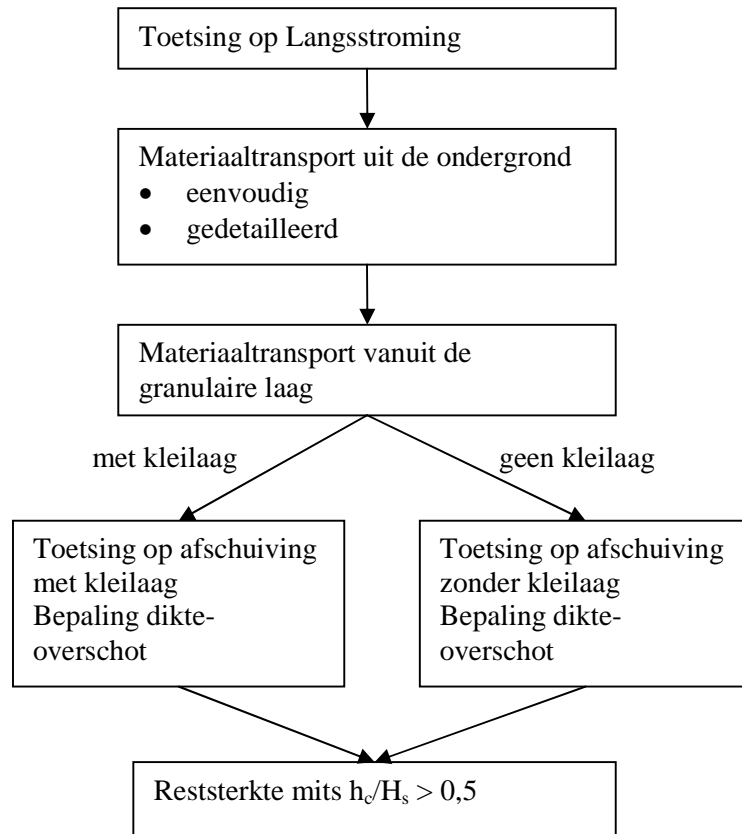 Toetsing op Langsstroming
Materiaaltransport uit de ondergrond
• eenvoudig
• gedetailleerd
Materiaaltransport vanuit de
granulaire laag
met kleilaag
geen kleilaag
Toetsing op afschuiving
met kleilaag
Bepaling dikte-
overschot
Toetsing op afschuiving
zonder kleilaag
Bepaling dikte-
overschot
Reststerkte mits h_c/H_s > 0,5